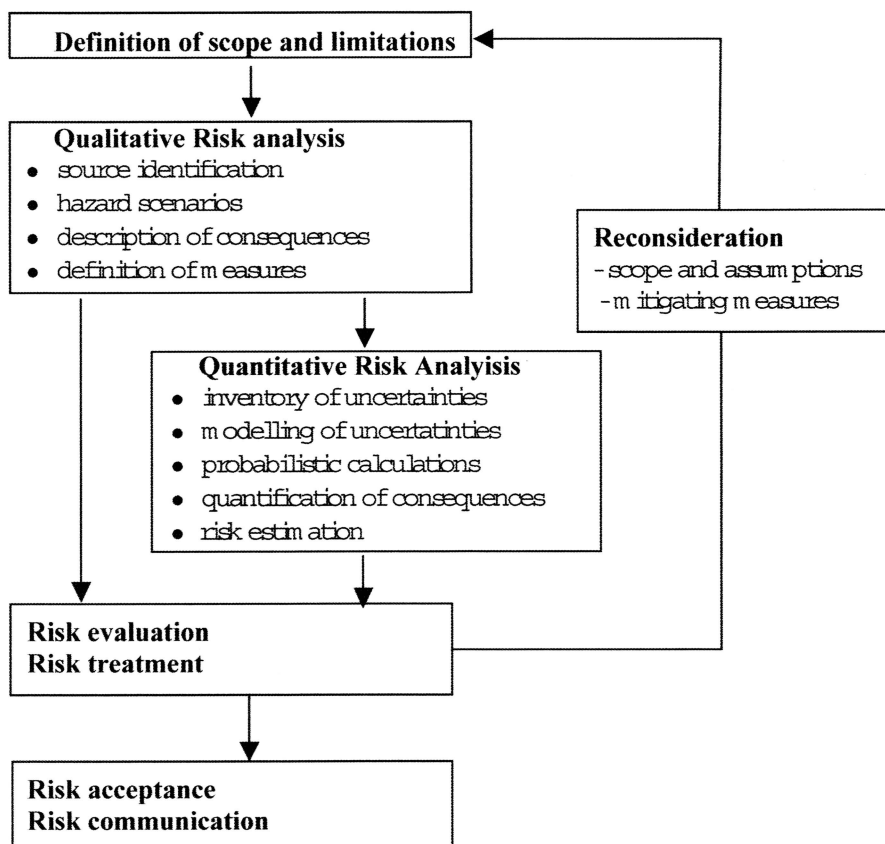 Definition of scope and limitations
Qualitative Risk analysis
● source identification
● hazard scenarios
● description of consequences
● definition of measures
Reconsideration
- scope and assumptions
- mitigating measures
Quantitative Risk Analyisis
● inventory of uncertainties
● modelling of uncertatinties
● probabilistic calculations
● quantification of consequences
● risk estimation
Risk evaluation
Risk treatment
Risk acceptance
Risk communication